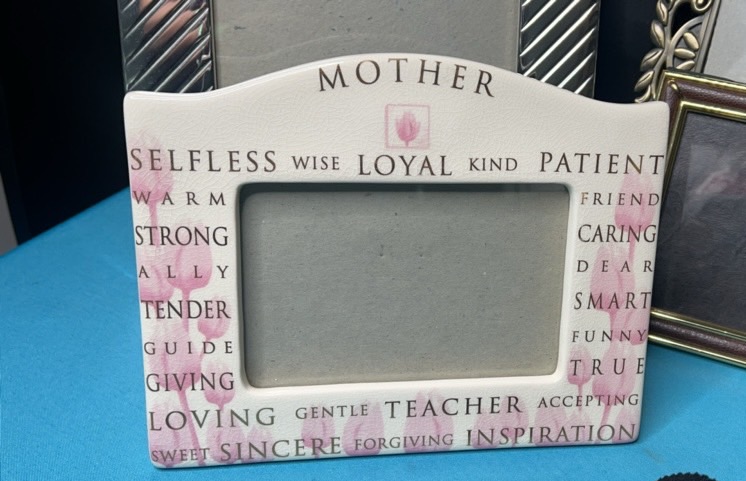 MOTHER
SELFLESS WISE LOYAL KIND PATIENT
WARM FRIEND
STRONG CARING
ALLY DEAR
TENDER SMART
GUIDE FUNNY
GIVING TRUE
LOVING GENTLE TEACHER ACCEPTING
SWEET SINCERE FORGIVING INSPIRATION